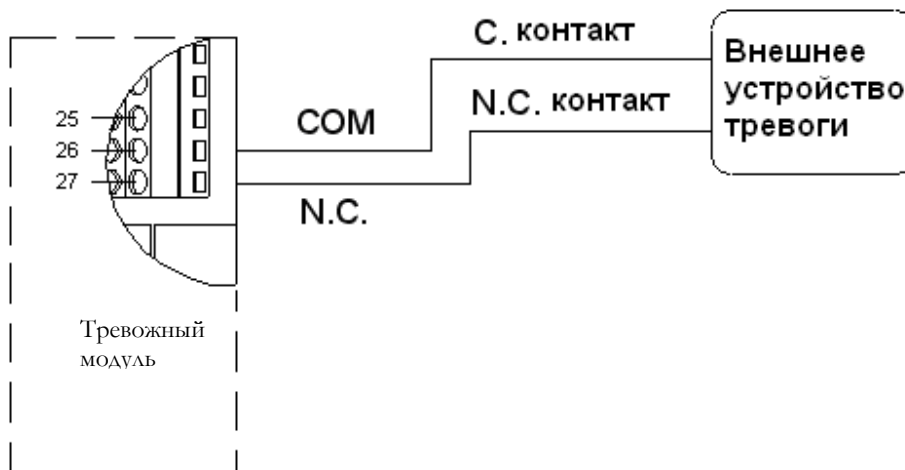 С. контакт
Внешнее
устройство
тревоги
N.C. контакт
25
COM
26
27
N.C.
Тревожный
модуль